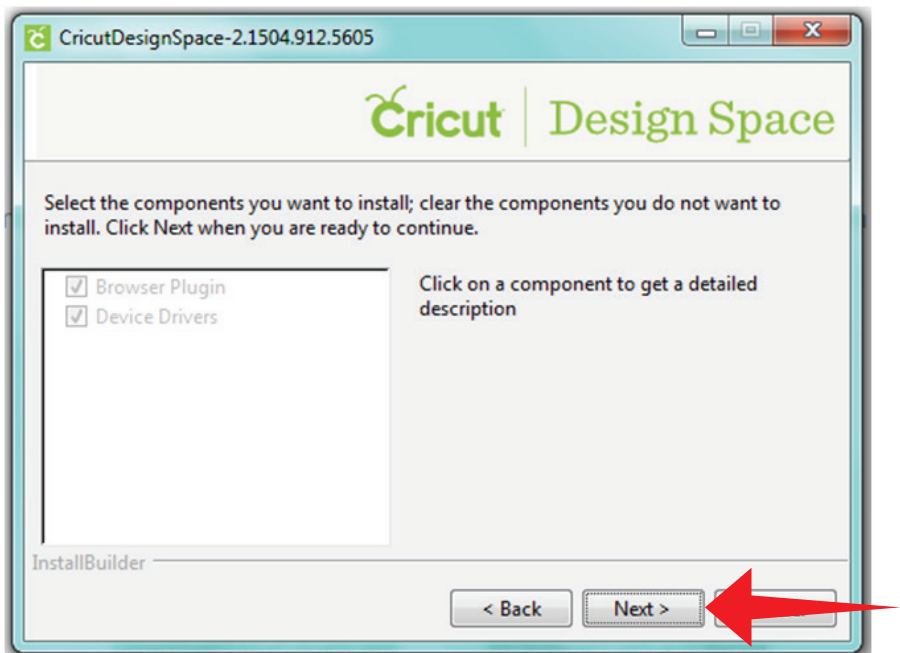 CricutDesignSpace-2.1504.912.5605
Cricut Design Space
Select the components you want to install; clear the components you do not want to
install. Click Next when you are ready to continue.
Browser Plugin
Device Drivers
Click on a component to get a detailed
description
InstallBuilder
< Back
Next >